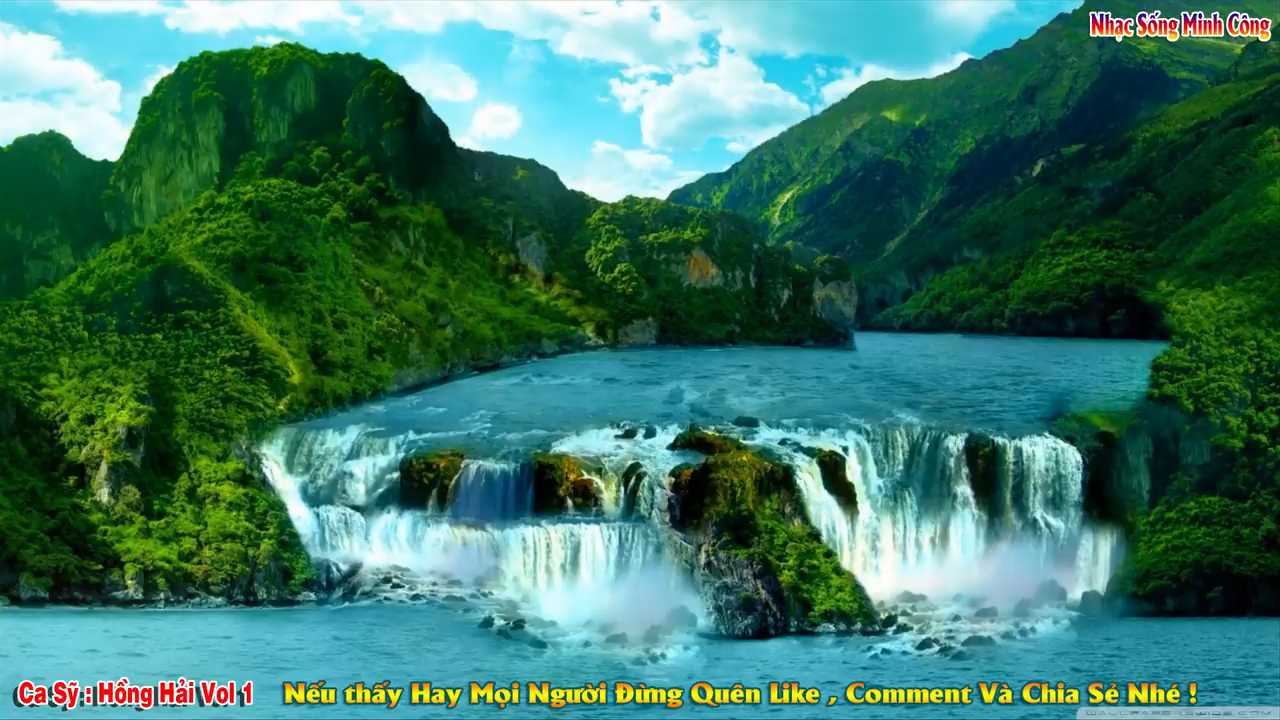 Nhạc Sống Minh Công
Ca Sỹ : Hồng Hải Vol 1
Nếu thấy Hay Mọi Người Đừng Quên Like , Comment Và Chia Sẻ Nhé !